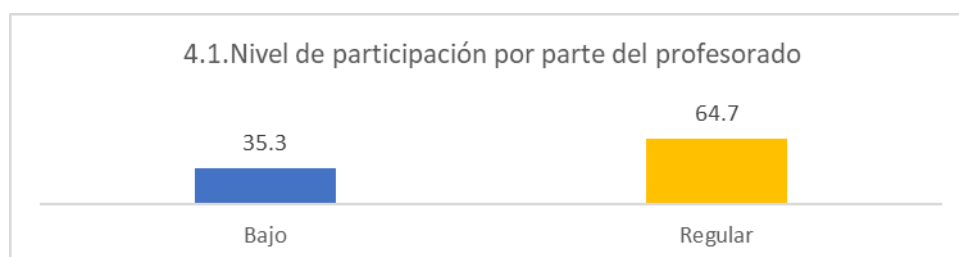 4.1.Nivel de participación por parte del profesorado
64.7
35.3
Bajo
Regular